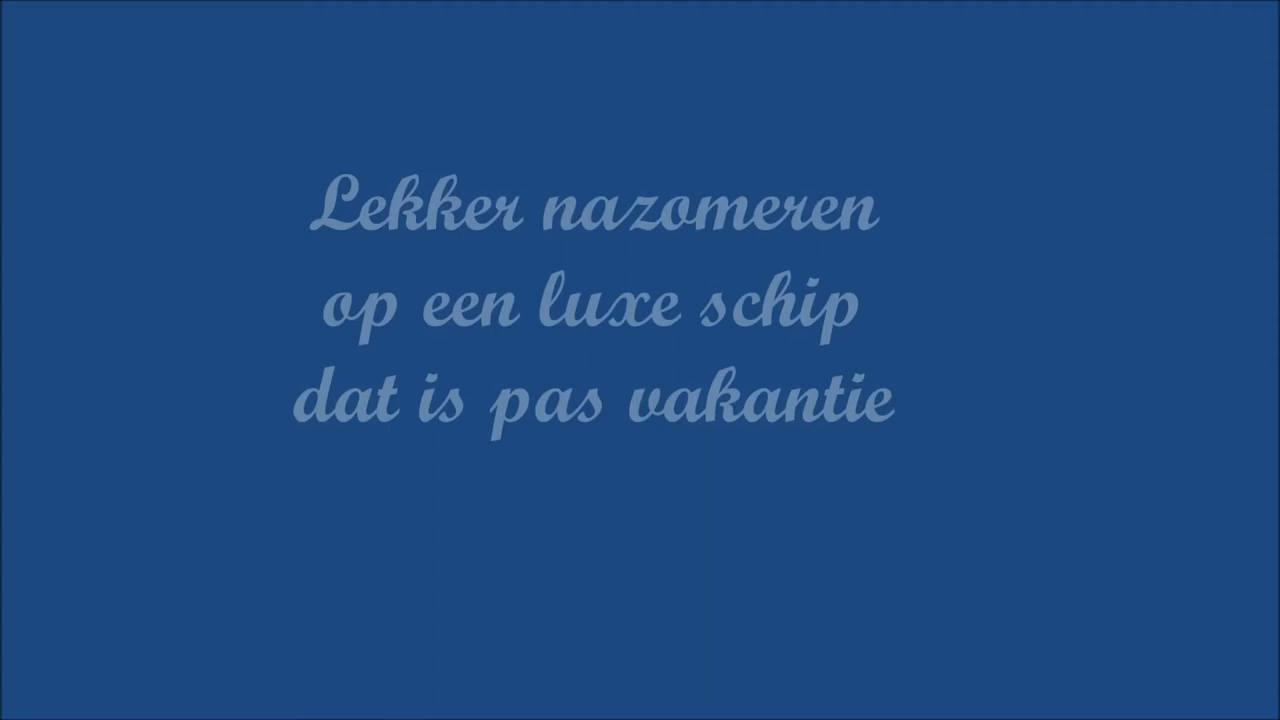 Lekker nazomeren
op een luxe schip
dat is pas vakantie